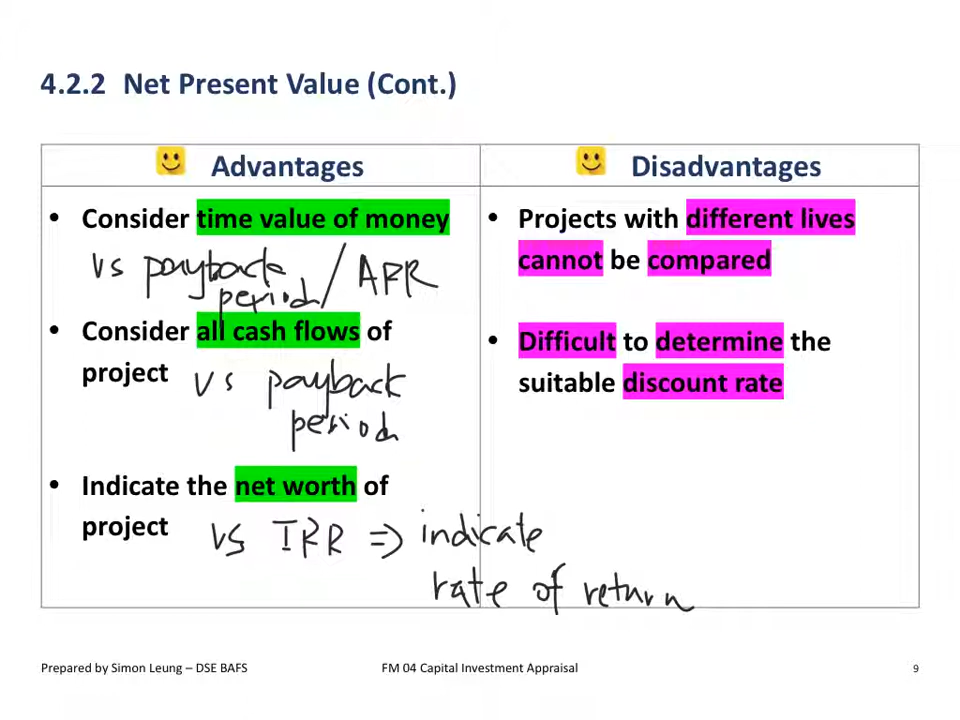 4.2.2 Net Present Value (Cont.)
Advantages
Consider time value of money
vs payback period / ARR
• Consider all cash flows of
project
vs payback
period
• Indicate the net worth of
project
vs IRR => indicate
rate of return
Disadvantages
• Projects with different lives
cannot be compared
• Difficult to determine the
suitable discount rate
Prepared by Simon Leung – DSE BAFS
FM 04 Capital Investment Appraisal
9